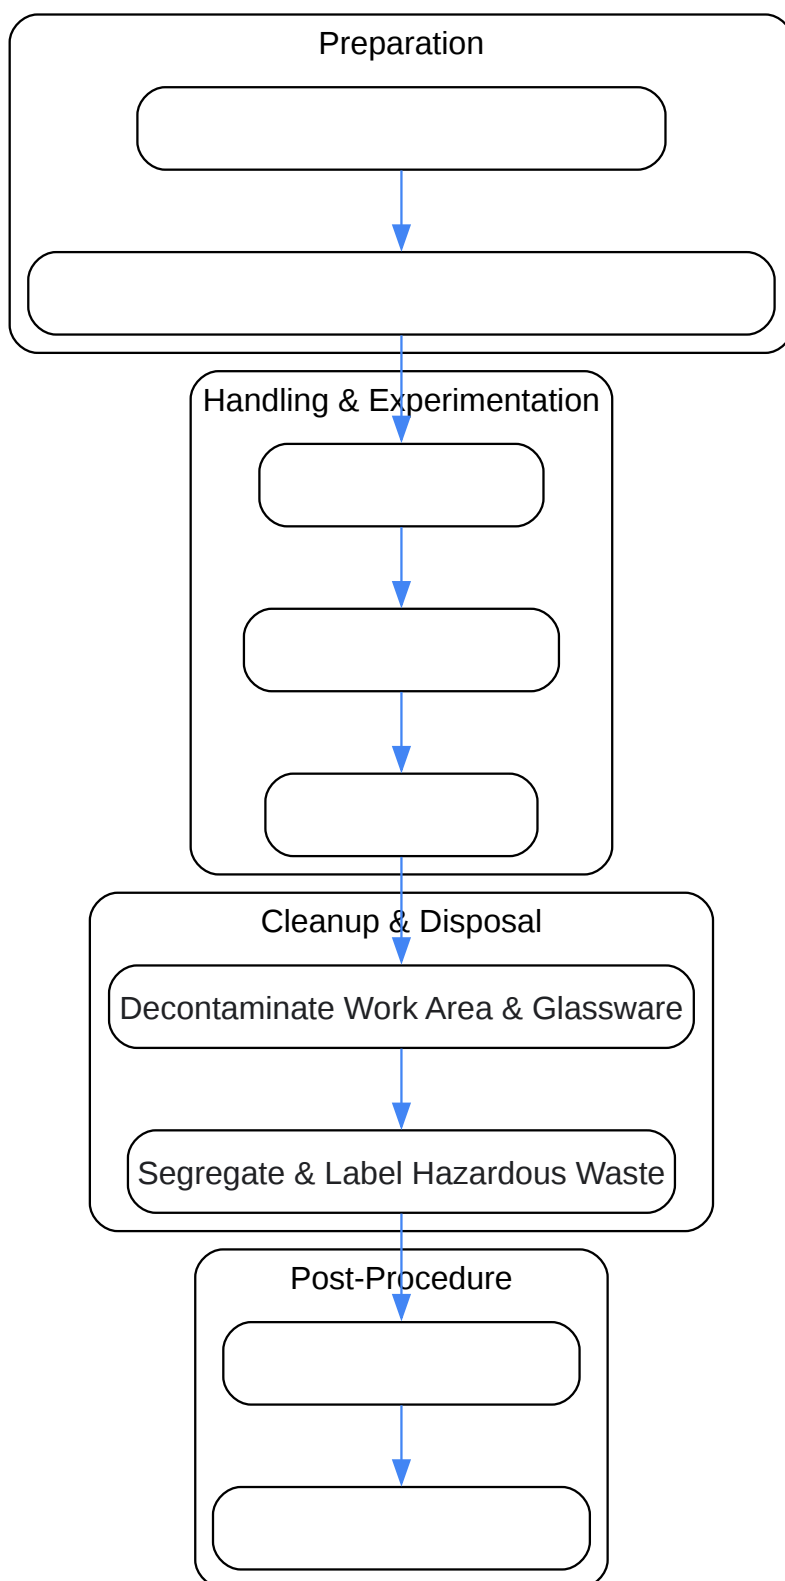 Preparation
Handling & Experimentation
Cleanup & Disposal
Decontaminate Work Area & Glassware
Segregate & Label Hazardous Waste
Post-Procedure